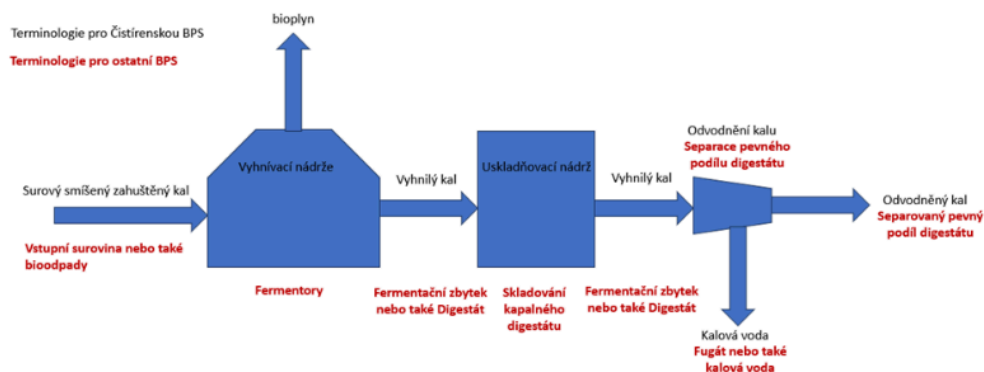 bioplyn
Terminologie pro Čistírenskou BPS
Terminologie pro ostatní BPS
Odvodnění kalu
Separace pevného
podílu digestátu
Vyhnívací nádrže
Uskladňovací nádrž
Surový smíšený zahuštěný kal
Vyhnilý kal
Vyhnilý kal
Odvodněný kal
Separovaný pevný
podíl digestátu
Vstupní surovina nebo také
bioodpady
Fermentory
Fermentační zbytek
nebo také Digestát
Skladování
kapalného
digestátu
Fermentační zbytek
nebo také Digestát
Kalová voda
Fugát nebo také
kalová voda